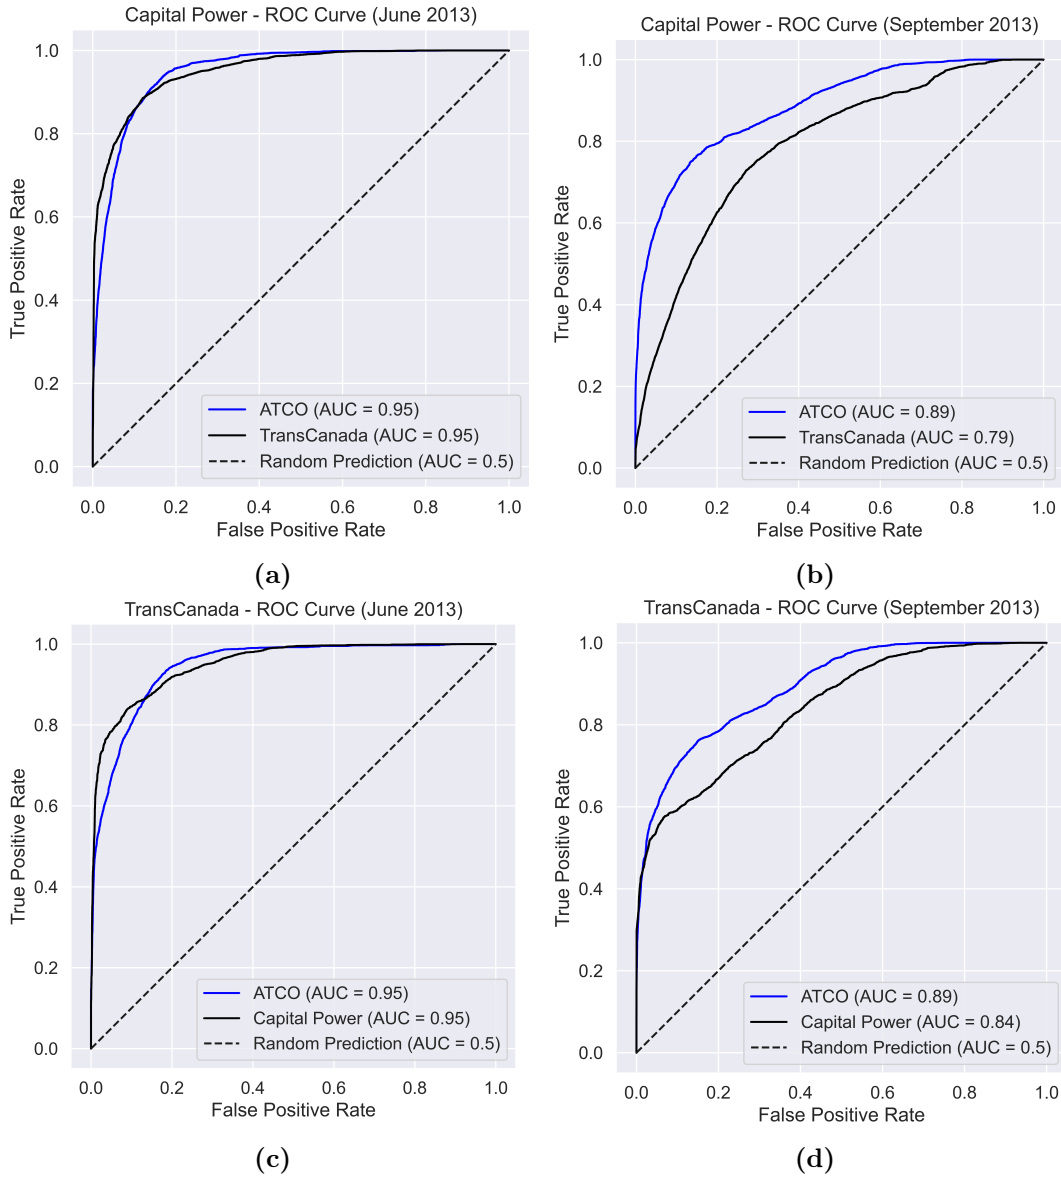 Capital Power - ROC Curve (June 2013)
True Positive Rate
1.0
0.8
0.6
0.4
0.2
0.0
ATCO (AUC = 0.95)
TransCanada (AUC = 0.95)
Random Prediction (AUC = 0.5)
0.0 0.2 0.4 0.6 0.8 1.0
False Positive Rate
(a)
Capital Power - ROC Curve (September 2013)
True Positive Rate
1.0
0.8
0.6
0.4
0.2
0.0
ATCO (AUC = 0.89)
TransCanada (AUC = 0.79)
Random Prediction (AUC = 0.5)
0.0 0.2 0.4 0.6 0.8 1.0
False Positive Rate
(b)
TransCanada - ROC Curve (June 2013)
True Positive Rate
1.0
0.8
0.6
0.4
0.2
0.0
ATCO (AUC = 0.95)
Capital Power (AUC = 0.95)
Random Prediction (AUC = 0.5)
0.0 0.2 0.4 0.6 0.8 1.0
False Positive Rate
(c)
TransCanada - ROC Curve (September 2013)
True Positive Rate
1.0
0.8
0.6
0.4
0.2
0.0
ATCO (AUC = 0.89)
Capital Power (AUC = 0.84)
Random Prediction (AUC = 0.5)
0.0 0.2 0.4 0.6 0.8 1.0
False Positive Rate
(d)